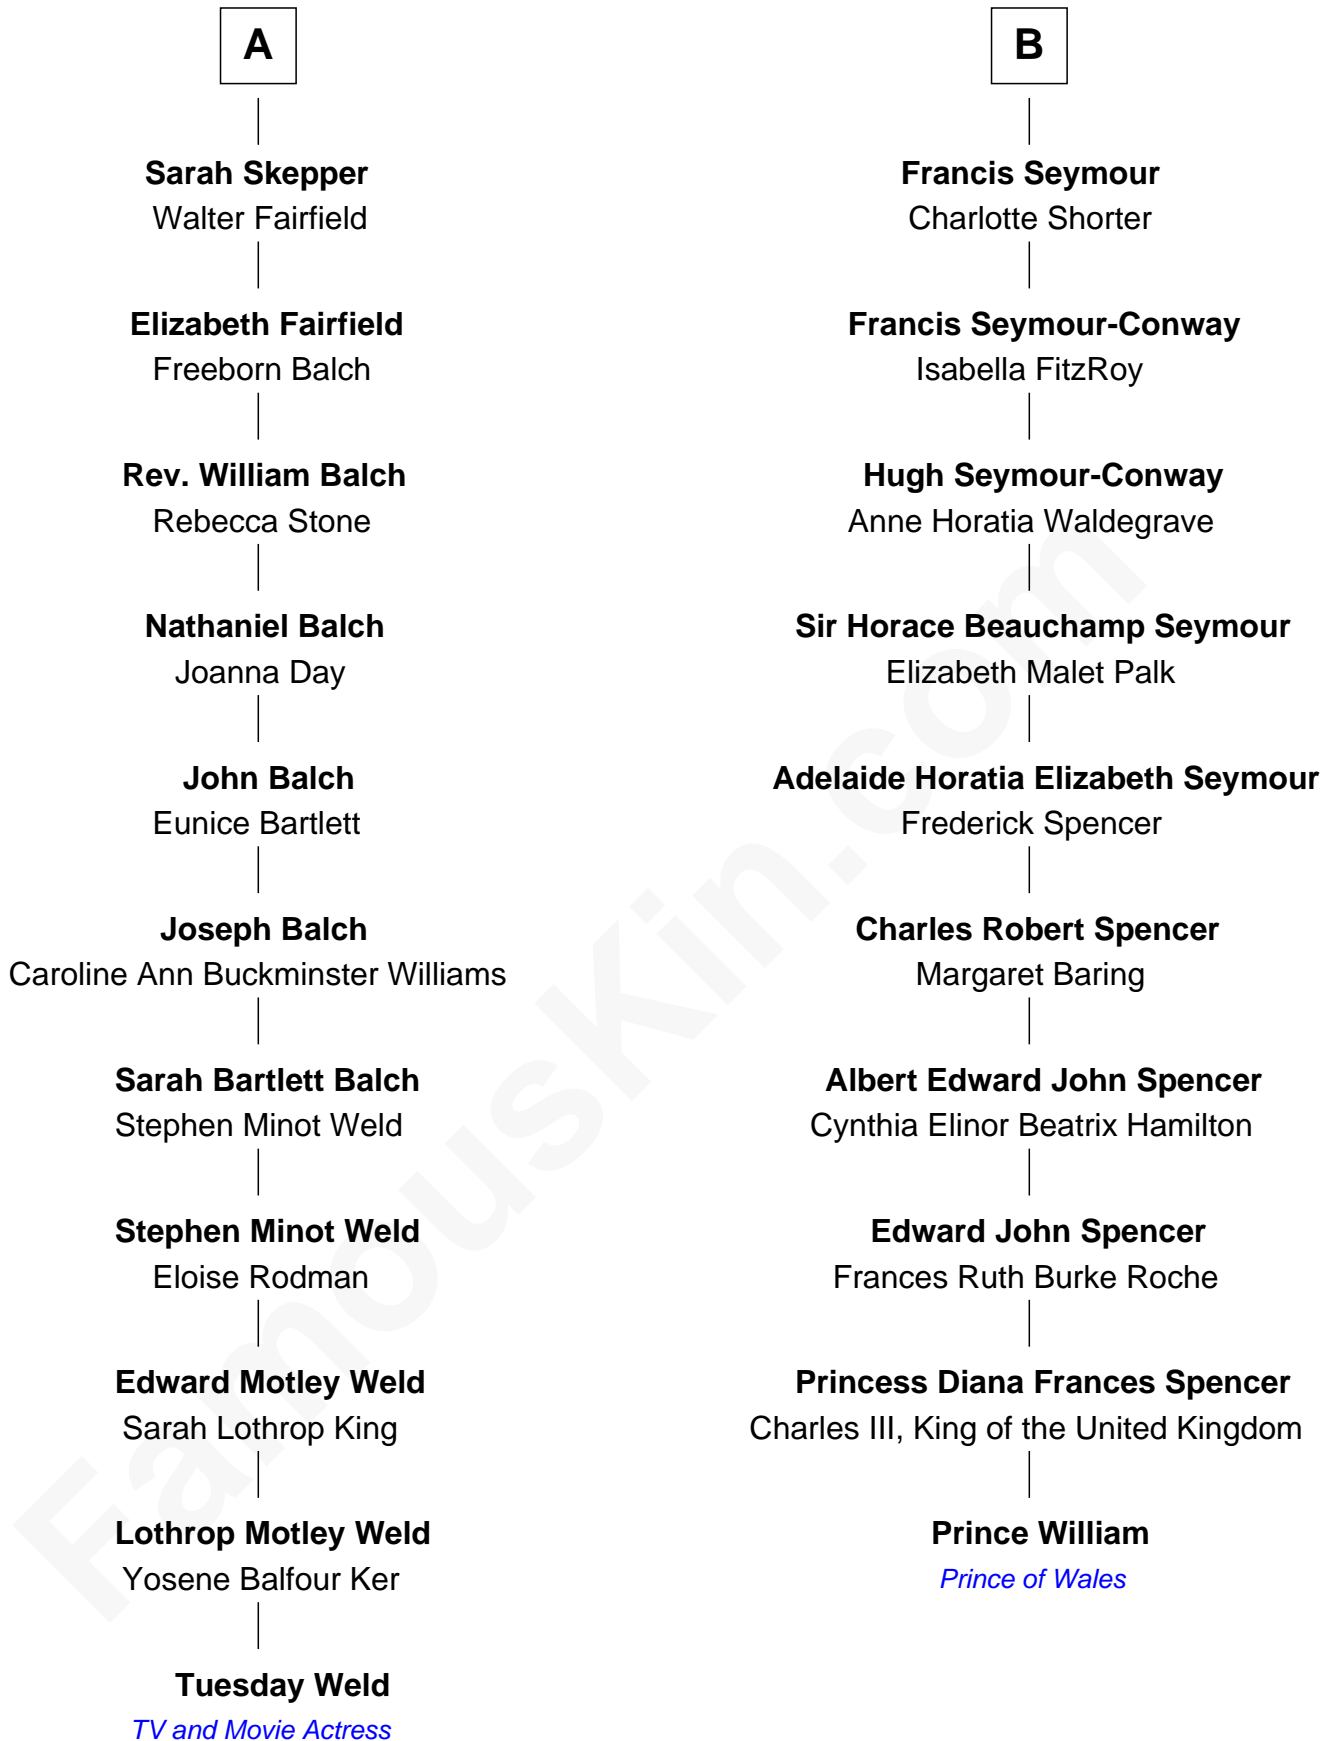 A
Sarah Skepper
Walter Fairfield
Elizabeth Fairfield
Freeborn Balch
Rev. William Balch
Rebecca Stone
Nathaniel Balch
Joanna Day
John Balch
Eunice Bartlett
Joseph Balch
Caroline Ann Buckminster Williams
Sarah Bartlett Balch
Stephen Minot Weld
Stephen Minot Weld
Eloise Rodman
Edward Motley Weld
Sarah Lothrop King
Lothrop Motley Weld
Yosene Balfour Ker
Tuesday Weld
TV and Movie Actress
B
Francis Seymour
Charlotte Shorter
Francis Seymour-Conway
Isabella FitzRoy
Hugh Seymour-Conway
Anne Horatia Waldegrave
Sir Horace Beauchamp Seymour
Elizabeth Malet Palk
Adelaide Horatia Elizabeth Seymour
Frederick Spencer
Charles Robert Spencer
Margaret Baring
Albert Edward John Spencer
Cynthia Elinor Beatrix Hamilton
Edward John Spencer
Frances Ruth Burke Roche
Princess Diana Frances Spencer
Charles III, King of the United Kingdom
Prince William
Prince of Wales
FamousKin.com